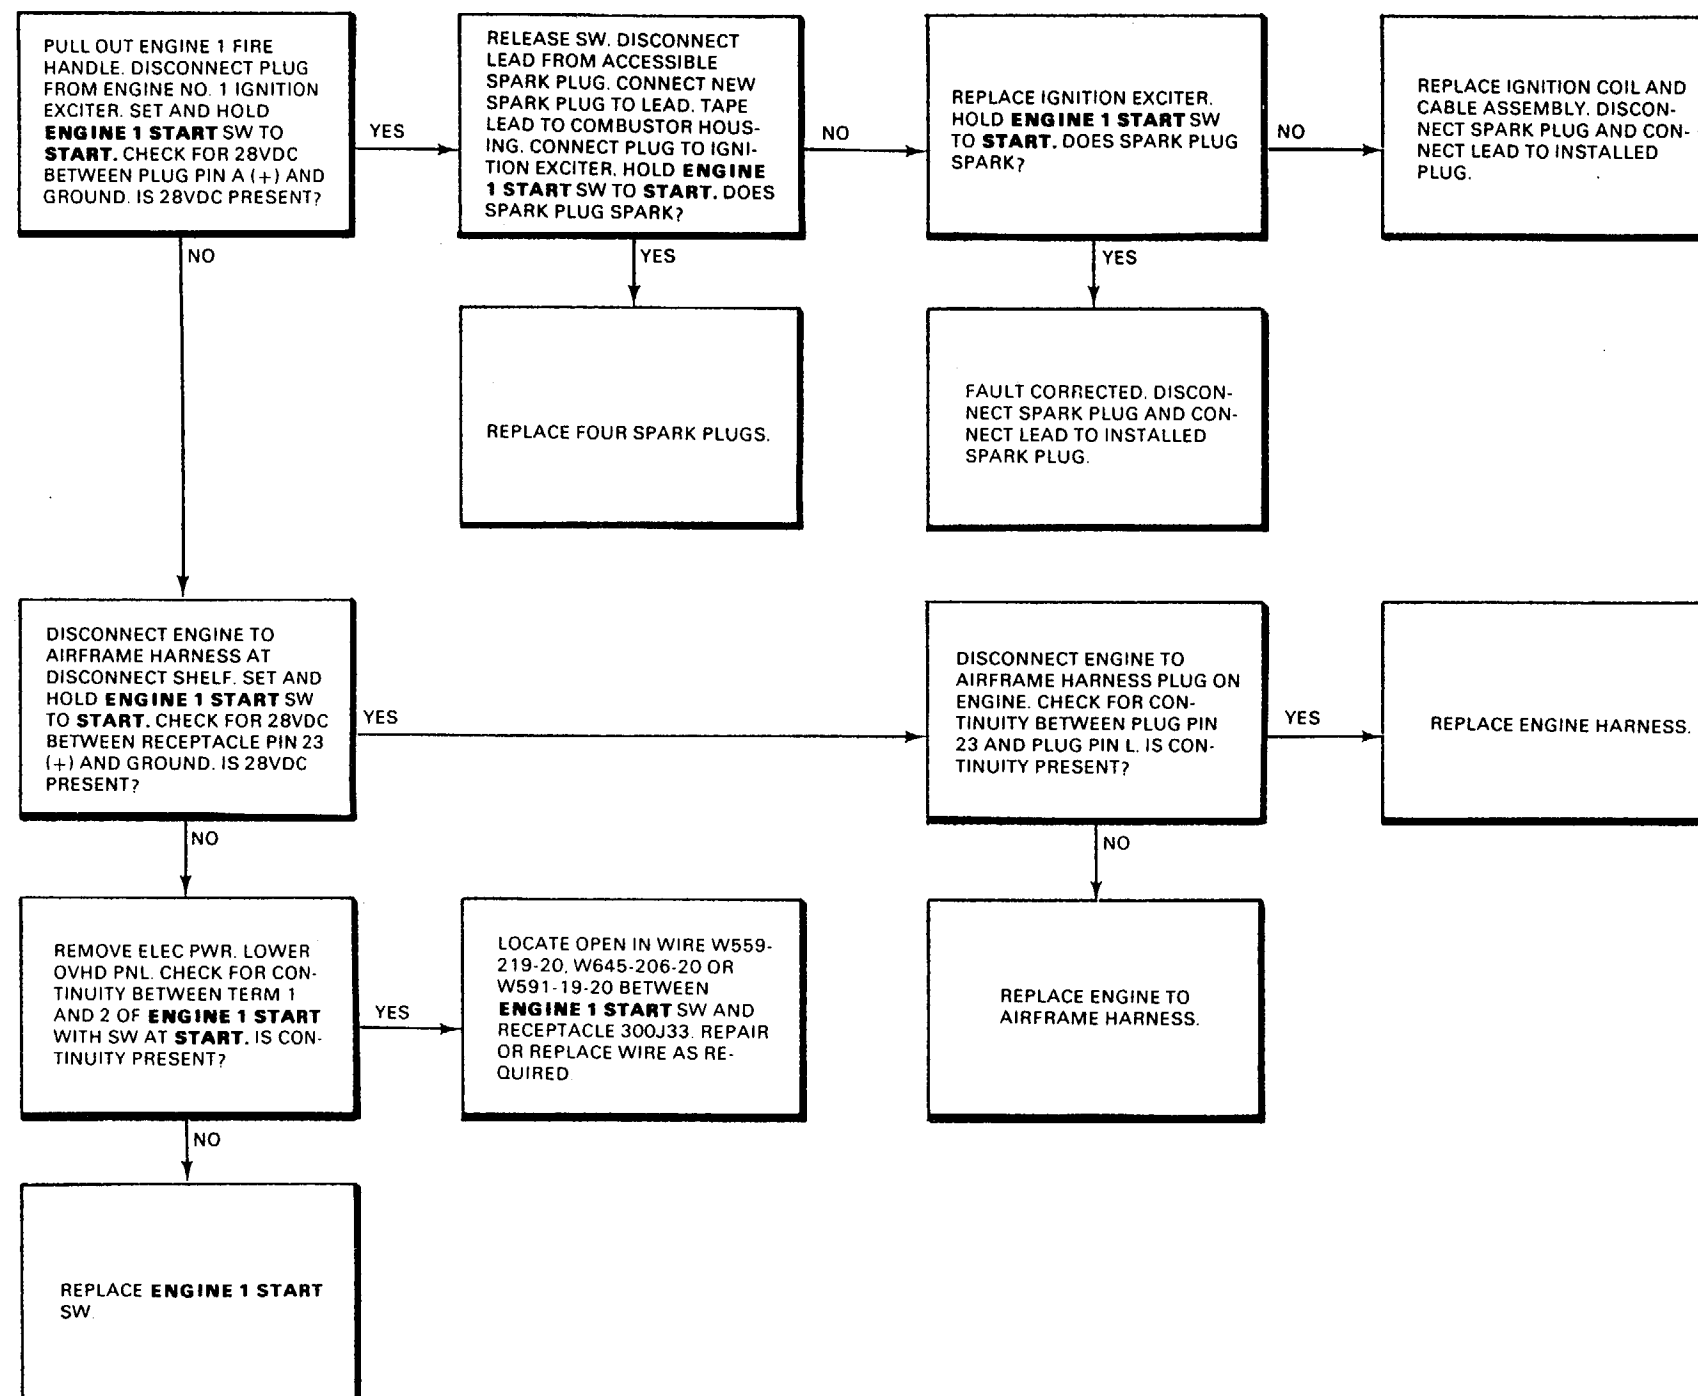 PULL OUT ENGINE 1 FIRE
HANDLE. DISCONNECT PLUG
FROM ENGINE NO. 1 IGNITION
EXCITER. SET AND HOLD
ENGINE 1 START SW TO
START. CHECK FOR 28VDC
BETWEEN PLUG PIN A (+) AND
GROUND. IS 28VDC PRESENT?
YES
RELEASE SW. DISCONNECT
LEAD FROM ACCESSIBLE
SPARK PLUG. CONNECT NEW
SPARK PLUG TO LEAD. TAPE
LEAD TO COMBUSTOR HOUS-
ING. CONNECT PLUG TO IGNI-
TION EXCITER. HOLD ENGINE
1 START SW TO START. DOES
SPARK PLUG SPARK?
NO
REPLACE IGNITION EXCITER.
HOLD ENGINE 1 START SW
TO START. DOES SPARK PLUG
SPARK?
NO
REPLACE IGNITION COIL AND
CABLE ASSEMBLY. DISCON-
NECT SPARK PLUG AND CON-
NECT LEAD TO INSTALLED
PLUG.
NO
YES
YES
REPLACE FOUR SPARK PLUGS.
FAULT CORRECTED. DISCON-
NECT SPARK PLUG AND CON-
NECT LEAD TO INSTALLED
SPARK PLUG.
DISCONNECT ENGINE TO
AIRFRAME HARNESS AT
DISCONNECT SHELF. SET AND
HOLD ENGINE 1 START SW
TO START. CHECK FOR 28VDC
BETWEEN RECEPTACLE PIN 23
(+) AND GROUND. IS 28VDC
PRESENT?
YES
DISCONNECT ENGINE TO
AIRFRAME HARNESS PLUG ON
ENGINE. CHECK FOR CON-
TINUITY BETWEEN PLUG PIN
23 AND PLUG PIN L. IS CON-
TINUITY PRESENT?
YES
REPLACE ENGINE HARNESS.
NO
NO
REMOVE ELEC PWR. LOWER
OVHD PNL. CHECK FOR CON-
TINUITY BETWEEN TERM 1
AND 2 OF ENGINE 1 START
WITH SW AT START. IS CON-
TINUITY PRESENT?
YES
LOCATE OPEN IN WIRE W559-
219-20, W645-206-20 OR
W591-19-20 BETWEEN
ENGINE 1 START SW AND
RECEPTACLE 300J33. REPAIR
OR REPLACE WIRE AS RE-
QUIRED
REPLACE ENGINE TO
AIRFRAME HARNESS.
NO
REPLACE ENGINE 1 START
SW.